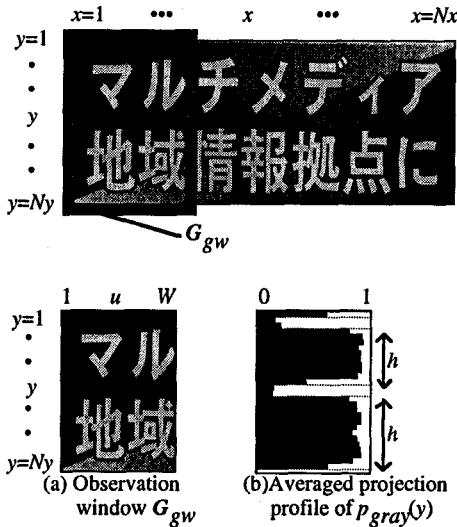 x=1 ••• x ••• x=Nx
y=1
•
•
y
•
•
y=Ny
マルチメディア
地域情報拠点に
Ggw
1 u W
y=1
•
•
y
•
•
y=Ny
マル
地域
0 1
h
h
(a) Observation
window Ggw
(b)Averaged projection
profile of pgray(y)